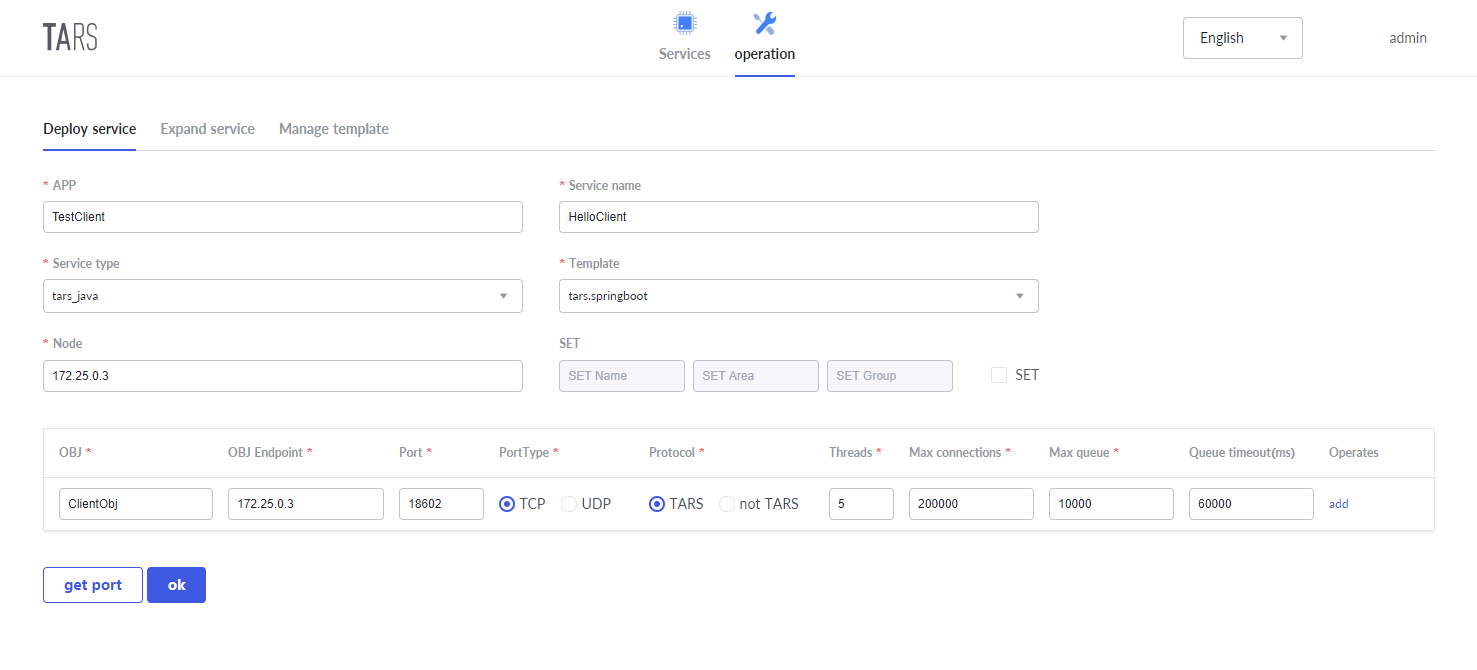 TARS
Services
operation
English
admin
Deploy service
Expand service
Manage template
* APP
* Service name
TestClient
HelloClient
* Service type
* Template
tars_java
tars.springboot
* Node
SET
172.25.0.3
SET Name
SET Area
SET Group
SET
OBJ *
OBJ Endpoint *
Port *
PortType *
Protocol *
Threads *
Max connections *
Max queue *
Queue timeout(ms)
Operates
ClientObj
172.25.0.3
18602
TCP
UDP
TARS
not TARS
5
200000
10000
60000
add
get port
ok